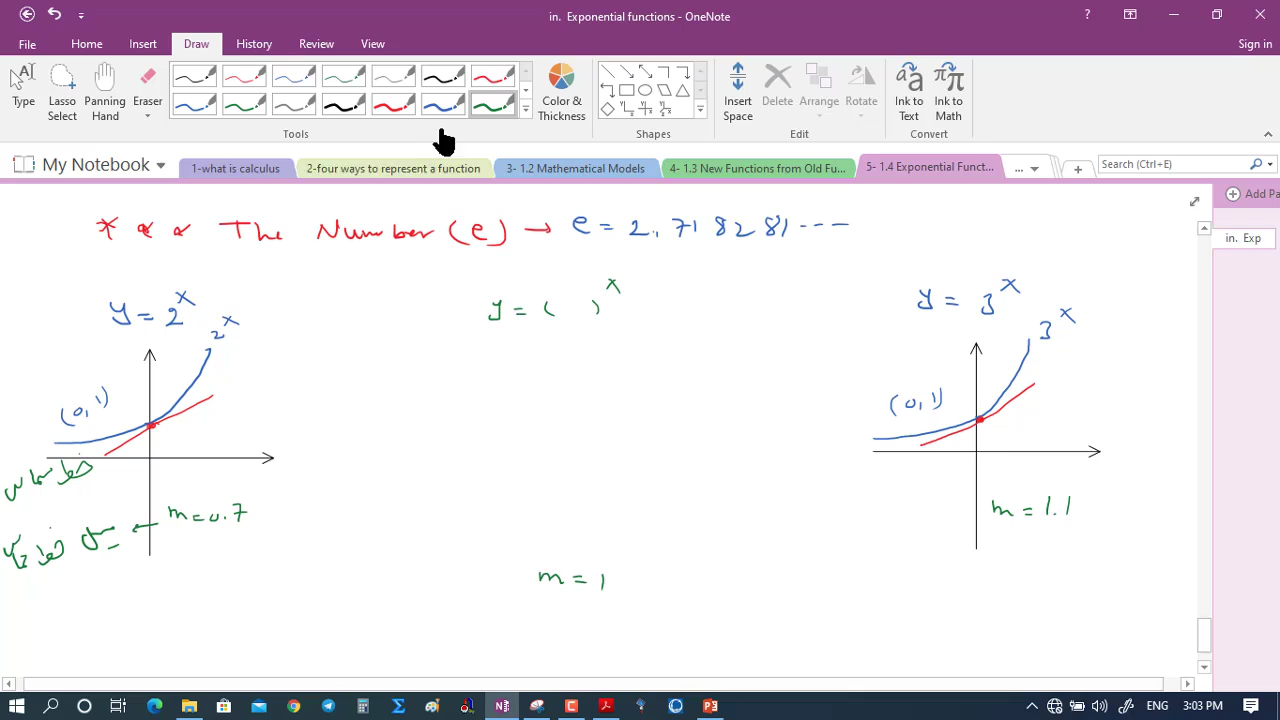 in. Exponential functions - OneNote
File Home Insert Draw History Review View Sign in
Type Lasso Select Panning Hand Eraser Color & Thickness Insert Space Delete Arrange Rotate Ink to Text Ink to Math
Tools Shapes Edit Convert
My Notebook 1-what is calculus 2-four ways to represent a function 3- 1.2 Mathematical Models 4- 1.3 New Functions from Old Fu... 5- 1.4 Exponential Funct... ... Search (Ctrl+E)
Add Pa
in. Exp
* * * The Number (e) → e = 2.718281 ---
y = 2^x
y = ( )^x
y = 3^x
2^x
3^x
(0,1)
(0,1)
خط مماس
m = 0.7
ميل
m = 1.1
m = 1
ENG 3:03 PM